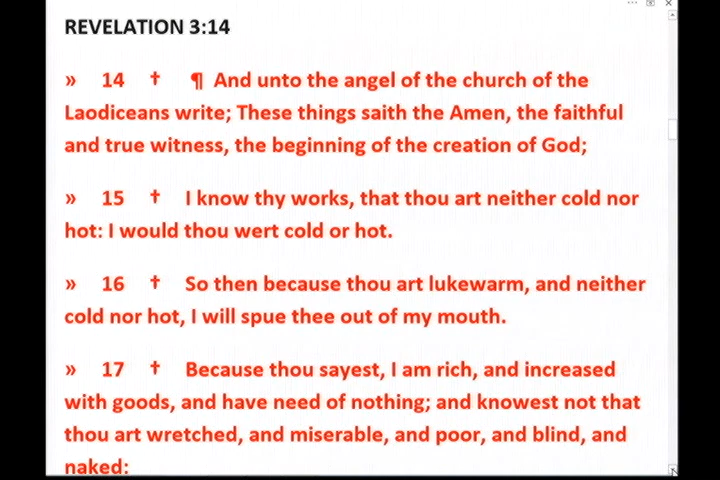 REVELATION 3:14
» 14 † ¶ And unto the angel of the church of the
Laodiceans write; These things saith the Amen, the faithful
and true witness, the beginning of the creation of God;
» 15 † I know thy works, that thou art neither cold nor
hot: I would thou wert cold or hot.
» 16 † So then because thou art lukewarm, and neither
cold nor hot, I will spue thee out of my mouth.
» 17 † Because thou sayest, I am rich, and increased
with goods, and have need of nothing; and knowest not that
thou art wretched, and miserable, and poor, and blind, and
naked: